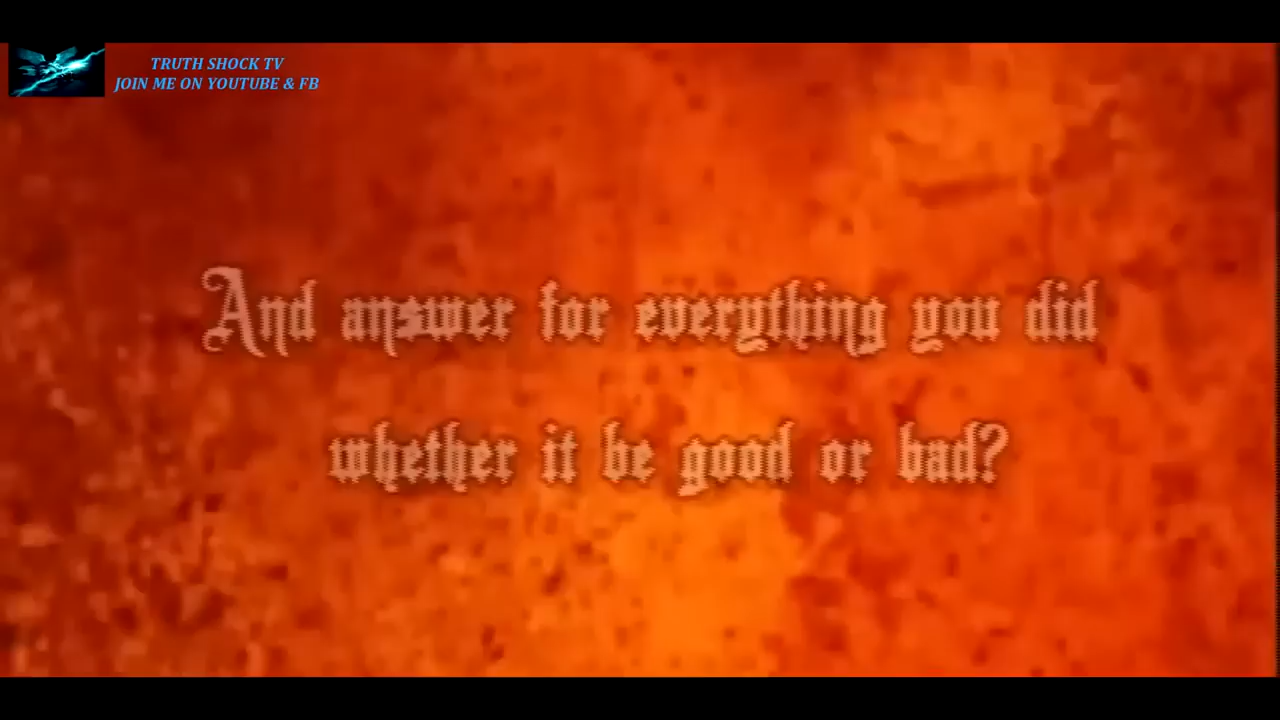 TRUTH SHOCK TV
JOIN ME ON YOUTUBE & FB
And answer for everything you did
whether it be good or bad?